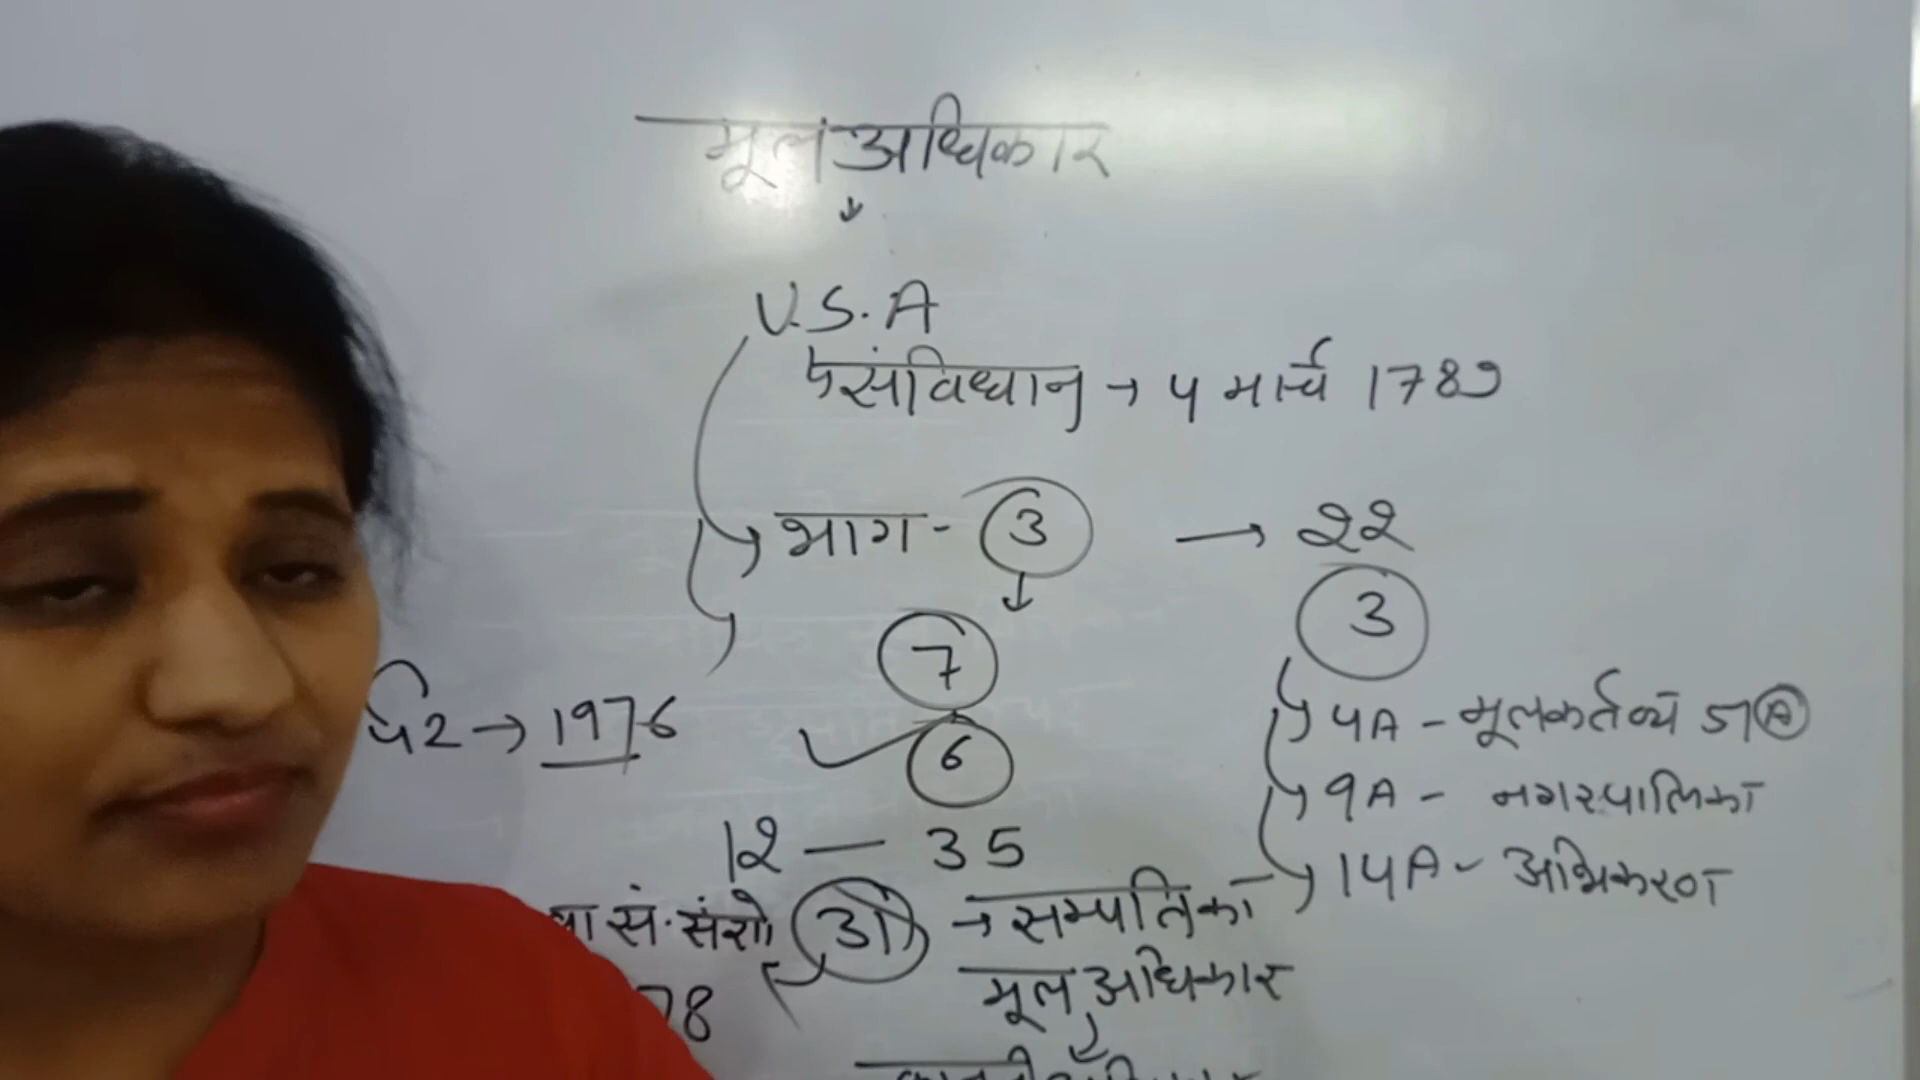 मूल अधिकार
U.S.A
संविधान → 4 मार्च 1789
भाग - 3 → 22
3
7
42 → 1976
6
4A - मूलकर्तव्य 51A
9A - नगरपालिका
12 — 35
14A - अभिकरण
वा सं. संशो 31 → सम्पति का
मूल अधिकार
78